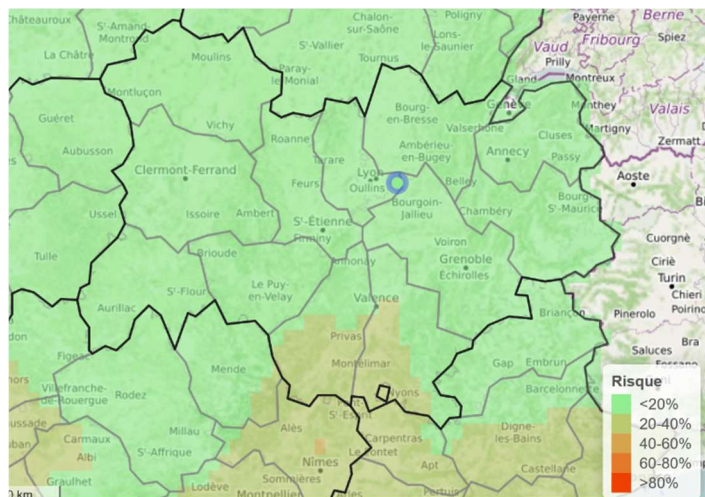 Châteauroux
Chalon-
sur-Saône
Poligny
Payerne
Berne
Sᵗ-Amand-
Montrond
Sᵗ-Vallier
Lons-
le-Saunier
Vaud
Fribourg
Spiez
La Châtre
Moulins
Tournus
Prilly
Paray-
le-Monial
Gland
Montreux
Montluçon
Bourg-
en-Bresse
Genève
Monthey
Valais
Guéret
Vichy
Roanne
Valserhône
Cluses
Martigny
Aubusson
Tarare
Ambérieu-
en-Bugey
Annecy
Passy
Zermatt
Clermont-Ferrand
Lyon
Aoste
Feurs
Oullins
Belley
Ussel
Issoire
Ambert
Bourgoin-
Jallieu
Chambéry
Bourg-
Sᵗ-Maurice
Sᵗ-Étienne
Firminy
Voiron
Cuorgnè
Tulle
Brioude
Annonay
Grenoble
Échirolles
Ciriè
Turin
Sᵗ-Flour
Le Puy-
en-Velay
Valence
Chieri
Poirino
Aurillac
Briançon
Pinerolo
Privas
Figeac
Mende
Montélimar
Gap
Embrun
Saluces
Bra
Fossano
Villefranche-
de-Rouergue
Rodez
Nyons
Barcelonnette
Millau
Alès
Carpentras
Digne-
les-Bains
Carmaux
Albi
Sᵗ-Affrique
Nîmes
Le Pontet
Apt
Castellane
Graulhet
Lodève
Sommières
Montpellier
Arles
Pertuis
0 km
Risque
<20%
20-40%
40-60%
60-80%
>80%